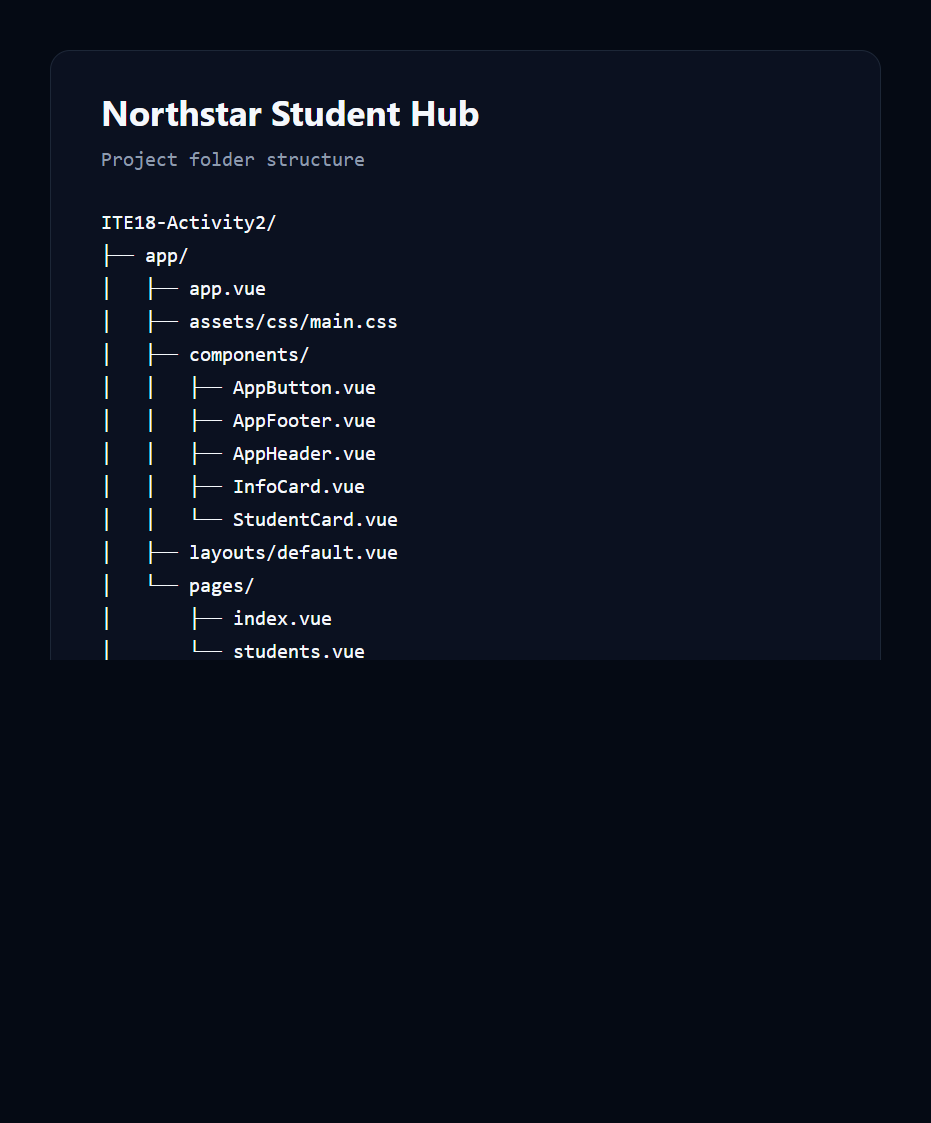 Northstar Student Hub
Project folder structure
ITE18-Activity2/
├── app/
│   ├── app.vue
│   ├── assets/css/main.css
│   ├── components/
│   │   ├── AppButton.vue
│   │   ├── AppFooter.vue
│   │   ├── AppHeader.vue
│   │   ├── InfoCard.vue
│   │   └── StudentCard.vue
│   ├── layouts/default.vue
│   └── pages/
│       ├── index.vue
│       └── students.vue